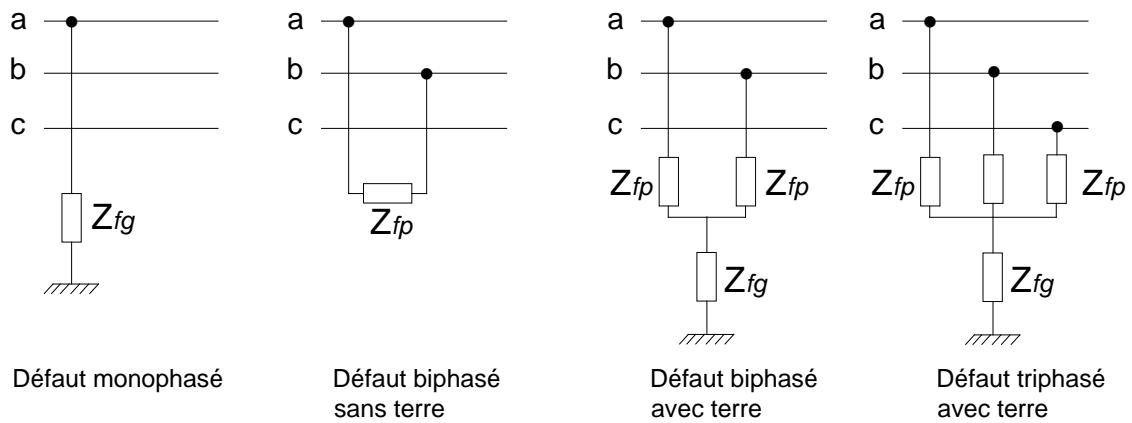 a
b
c
Zfg
Défaut monophasé
a
b
c
Zfp
Défaut biphasé
sans terre
a
b
c
Zfp
Zfp
Zfg
Défaut biphasé
avec terre
a
b
c
Zfp
Zfp
Zfg
Défaut triphasé
avec terre